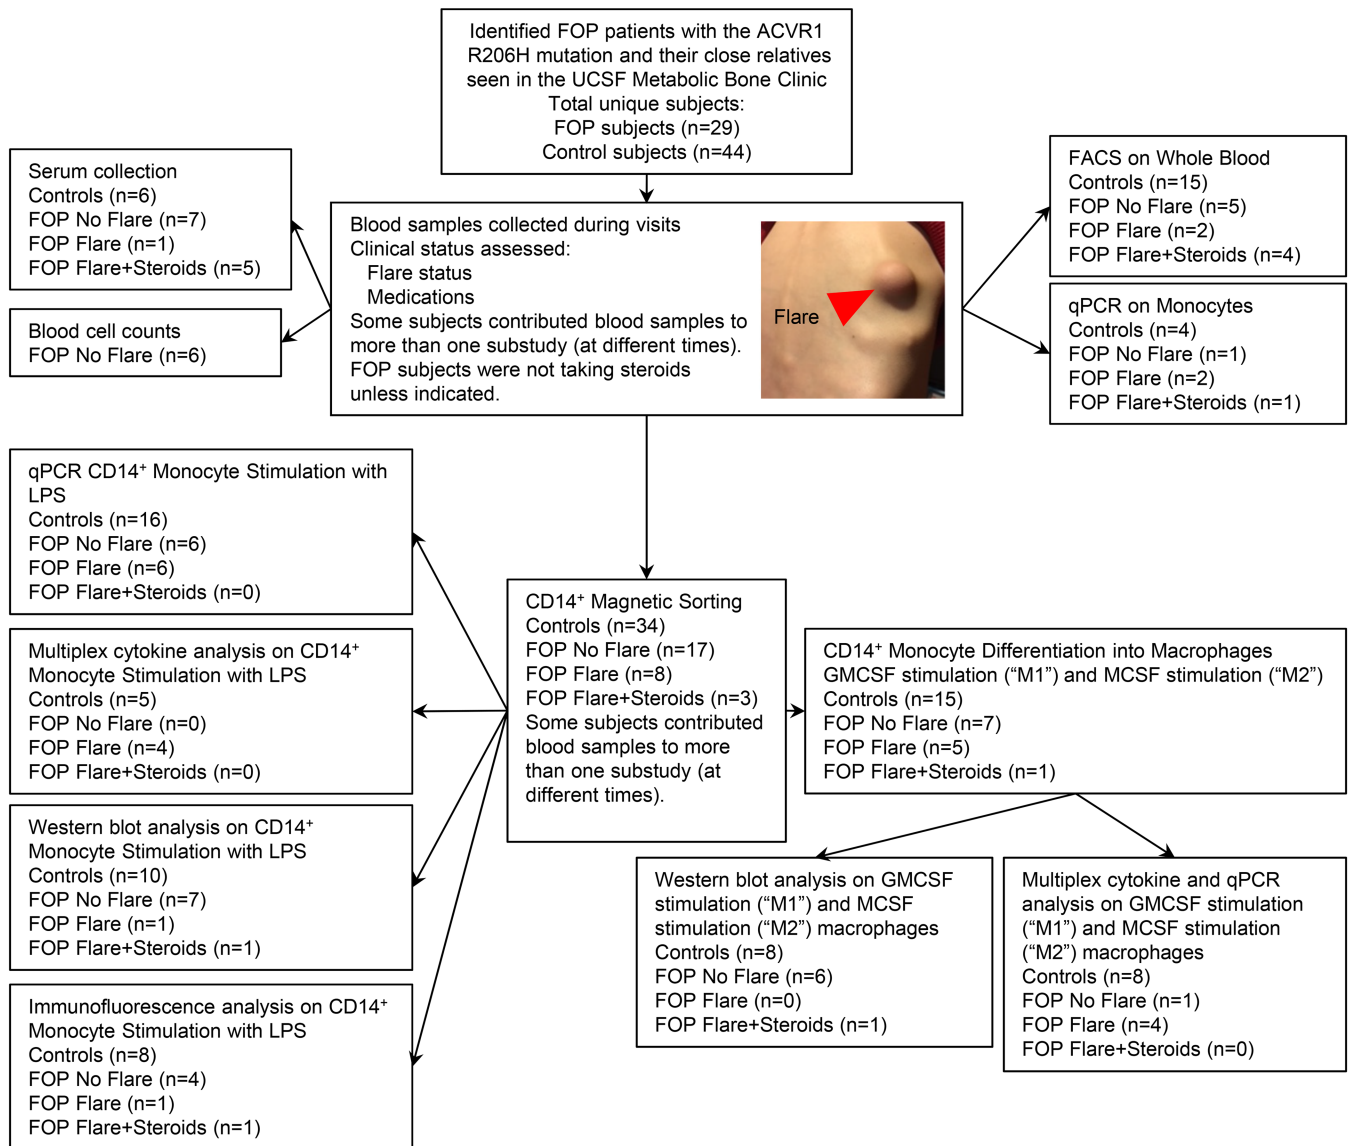 Identified FOP patients with the ACVR1
R206H mutation and their close relatives
seen in the UCSF Metabolic Bone Clinic
Total unique subjects:
FOP subjects (n=29)
Control subjects (n=44)
Serum collection
Controls (n=6)
FOP No Flare (n=7)
FOP Flare (n=1)
FOP Flare+Steroids (n=5)
Blood cell counts
FOP No Flare (n=6)
Blood samples collected during visits
Clinical status assessed:
Flare status
Medications
Some subjects contributed blood samples to
more than one substudy (at different times).
FOP subjects were not taking steroids
unless indicated.
Flare
FACS on Whole Blood
Controls (n=15)
FOP No Flare (n=5)
FOP Flare (n=2)
FOP Flare+Steroids (n=4)
qPCR on Monocytes
Controls (n=4)
FOP No Flare (n=1)
FOP Flare (n=2)
FOP Flare+Steroids (n=1)
qPCR CD14⁺ Monocyte Stimulation with
LPS
Controls (n=16)
FOP No Flare (n=6)
FOP Flare (n=6)
FOP Flare+Steroids (n=0)
Multiplex cytokine analysis on CD14⁺
Monocyte Stimulation with LPS
Controls (n=5)
FOP No Flare (n=0)
FOP Flare (n=4)
FOP Flare+Steroids (n=0)
Western blot analysis on CD14⁺
Monocyte Stimulation with LPS
Controls (n=10)
FOP No Flare (n=7)
FOP Flare (n=1)
FOP Flare+Steroids (n=1)
Immunofluorescence analysis on CD14⁺
Monocyte Stimulation with LPS
Controls (n=8)
FOP No Flare (n=4)
FOP Flare (n=1)
FOP Flare+Steroids (n=1)
CD14⁺ Magnetic Sorting
Controls (n=34)
FOP No Flare (n=17)
FOP Flare (n=8)
FOP Flare+Steroids (n=3)
Some subjects contributed
blood samples to more
than one substudy (at
different times).
CD14⁺ Monocyte Differentiation into Macrophages
GMCSF stimulation (“M1”) and MCSF stimulation (“M2”)
Controls (n=15)
FOP No Flare (n=7)
FOP Flare (n=5)
FOP Flare+Steroids (n=1)
Western blot analysis on GMCSF
stimulation (“M1”) and MCSF
stimulation (“M2”) macrophages
Controls (n=8)
FOP No Flare (n=6)
FOP Flare (n=0)
FOP Flare+Steroids (n=1)
Multiplex cytokine and qPCR
analysis on GMCSF stimulation
(“M1”) and MCSF stimulation
(“M2”) macrophages
Controls (n=8)
FOP No Flare (n=1)
FOP Flare (n=4)
FOP Flare+Steroids (n=0)